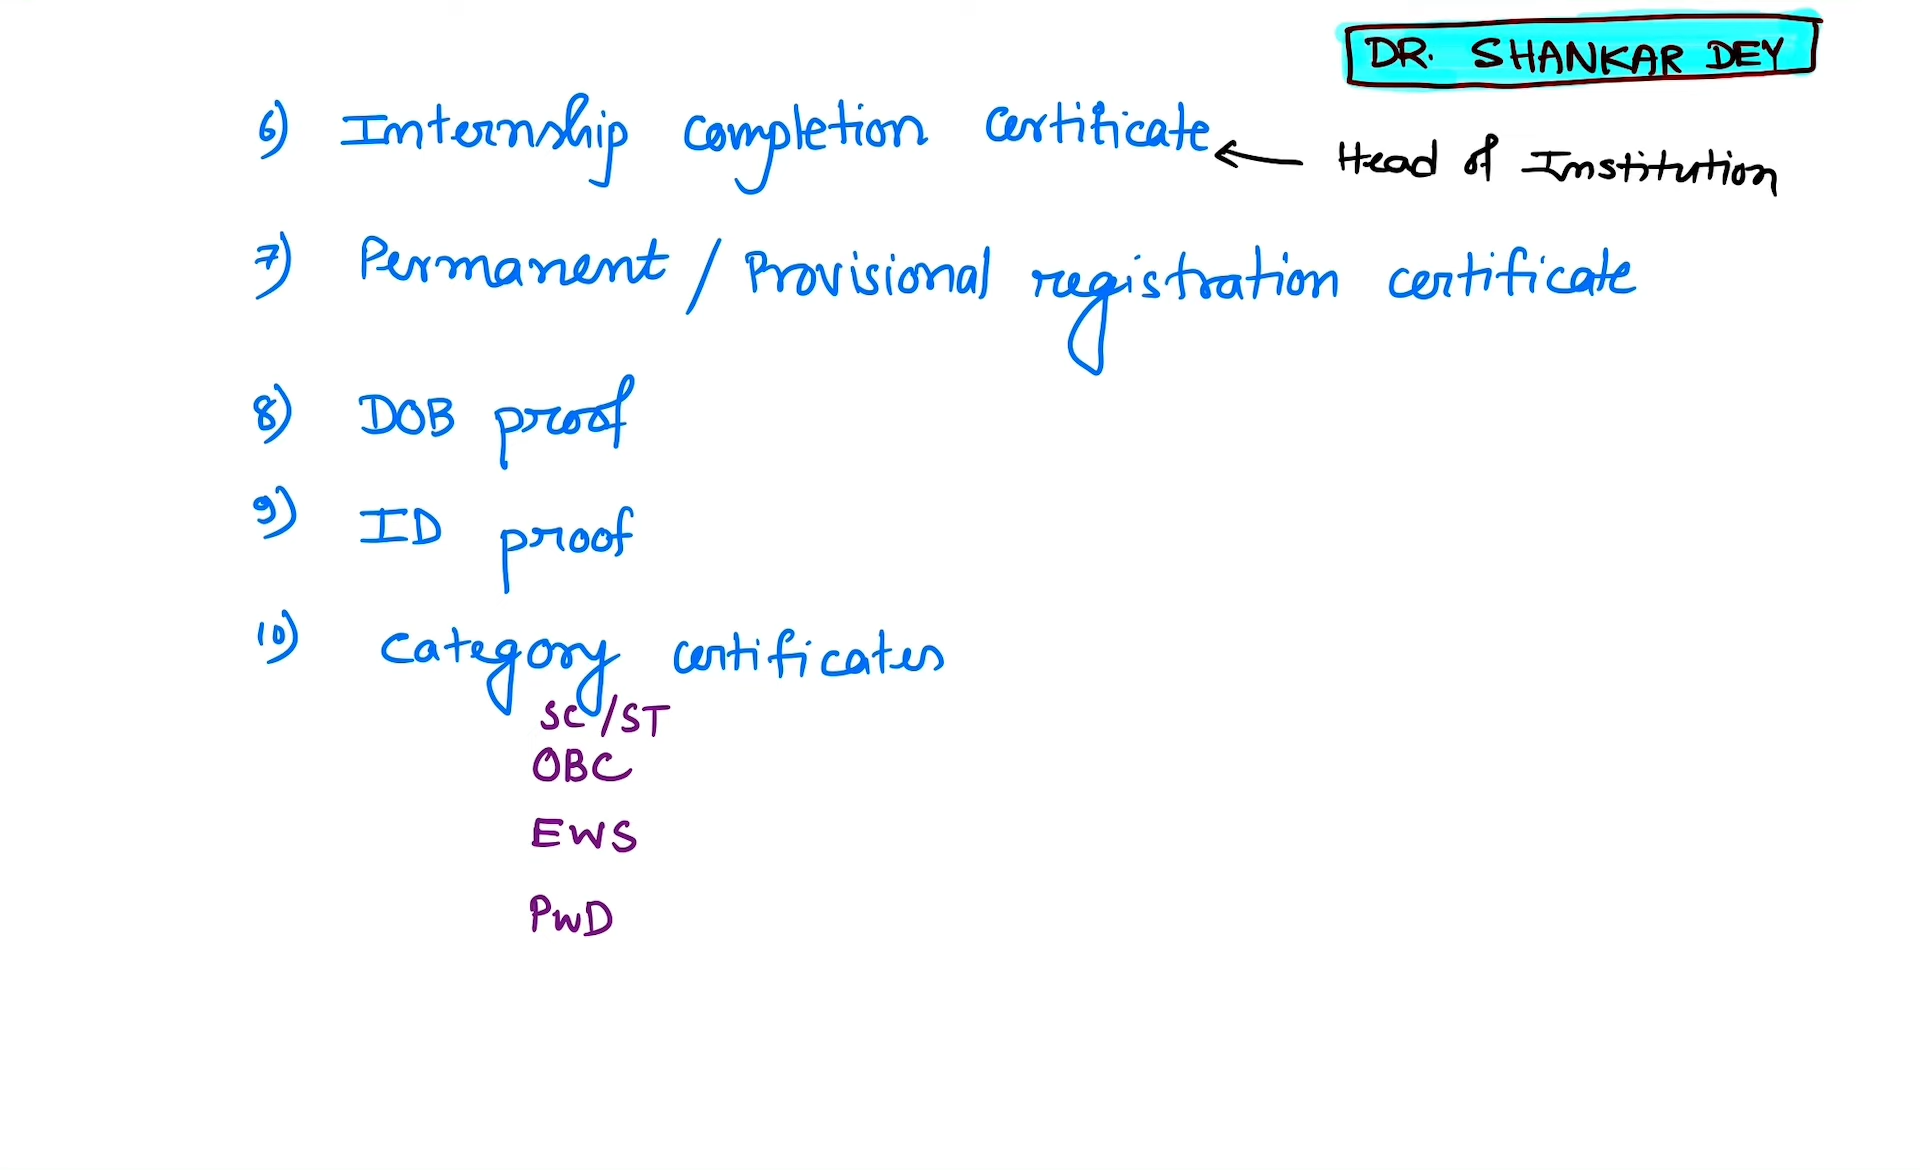 DR. SHANKAR DEY
6) Internship completion certificate ← Head of Institution
7) Permanent / Provisional registration certificate
8) DOB proof
9) ID proof
10) Category certificates
SC/ST
OBC
EWS
PWD